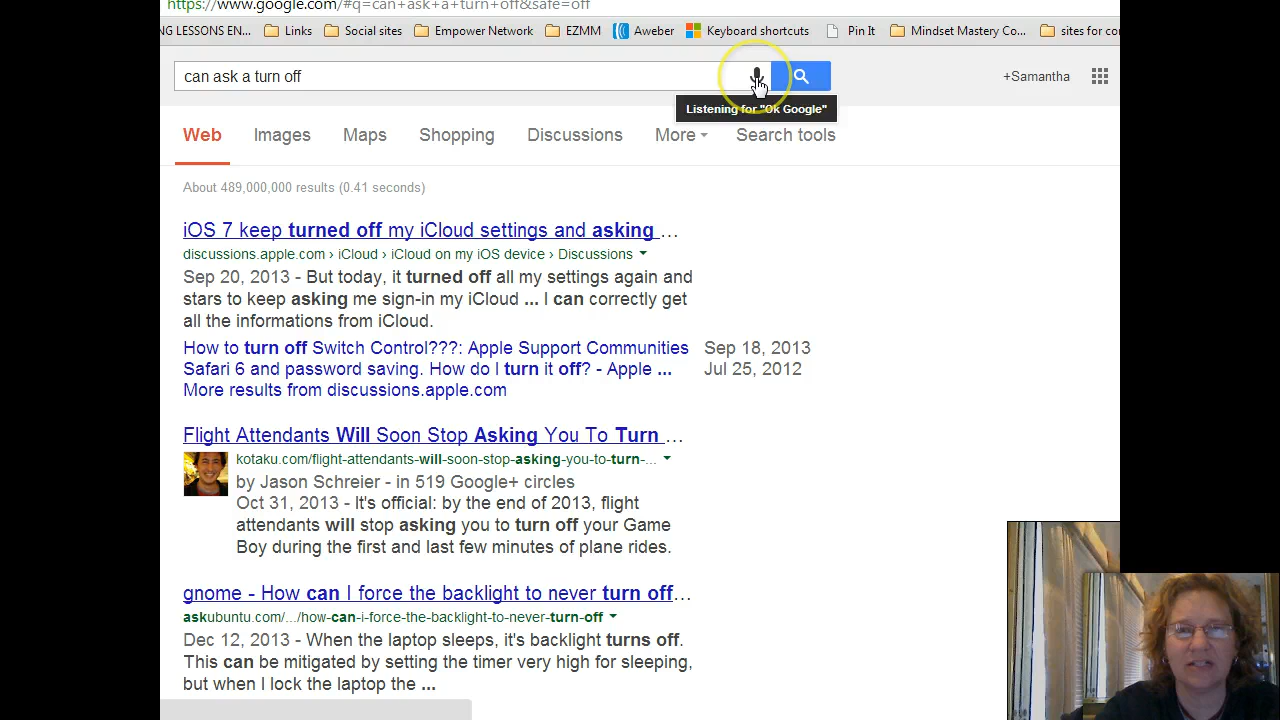 https://www.google.com/#q=can+ask+a+turn+off&safe=off
NG LESSONS EN... Links Social sites Empower Network EZMM Aweber Keyboard shortcuts Pin It Mindset Mastery Co... sites for co
can ask a turn off
+Samantha
Listening for "Ok Google"
Web Images Maps Shopping Discussions More Search tools
About 489,000,000 results (0.41 seconds)
iOS 7 keep turned off my iCloud settings and asking ...
discussions.apple.com › iCloud › iCloud on my iOS device › Discussions
Sep 20, 2013 - But today, it turned off all my settings again and
stars to keep asking me sign-in my iCloud ... I can correctly get
all the informations from iCloud.
How to turn off Switch Control???: Apple Support Communities Sep 18, 2013
Safari 6 and password saving. How do I turn it off? - Apple ... Jul 25, 2012
More results from discussions.apple.com
Flight Attendants Will Soon Stop Asking You To Turn ...
kotaku.com/flight-attendants-will-soon-stop-asking-you-to-turn-...
by Jason Schreier - in 519 Google+ circles
Oct 31, 2013 - It's official: by the end of 2013, flight
attendants will stop asking you to turn off your Game
Boy during the first and last few minutes of plane rides.
gnome - How can I force the backlight to never turn off...
askubuntu.com/.../how-can-i-force-the-backlight-to-never-turn-off
Dec 12, 2013 - When the laptop sleeps, it's backlight turns off.
This can be mitigated by setting the timer very high for sleeping,
but when I lock the laptop the ...